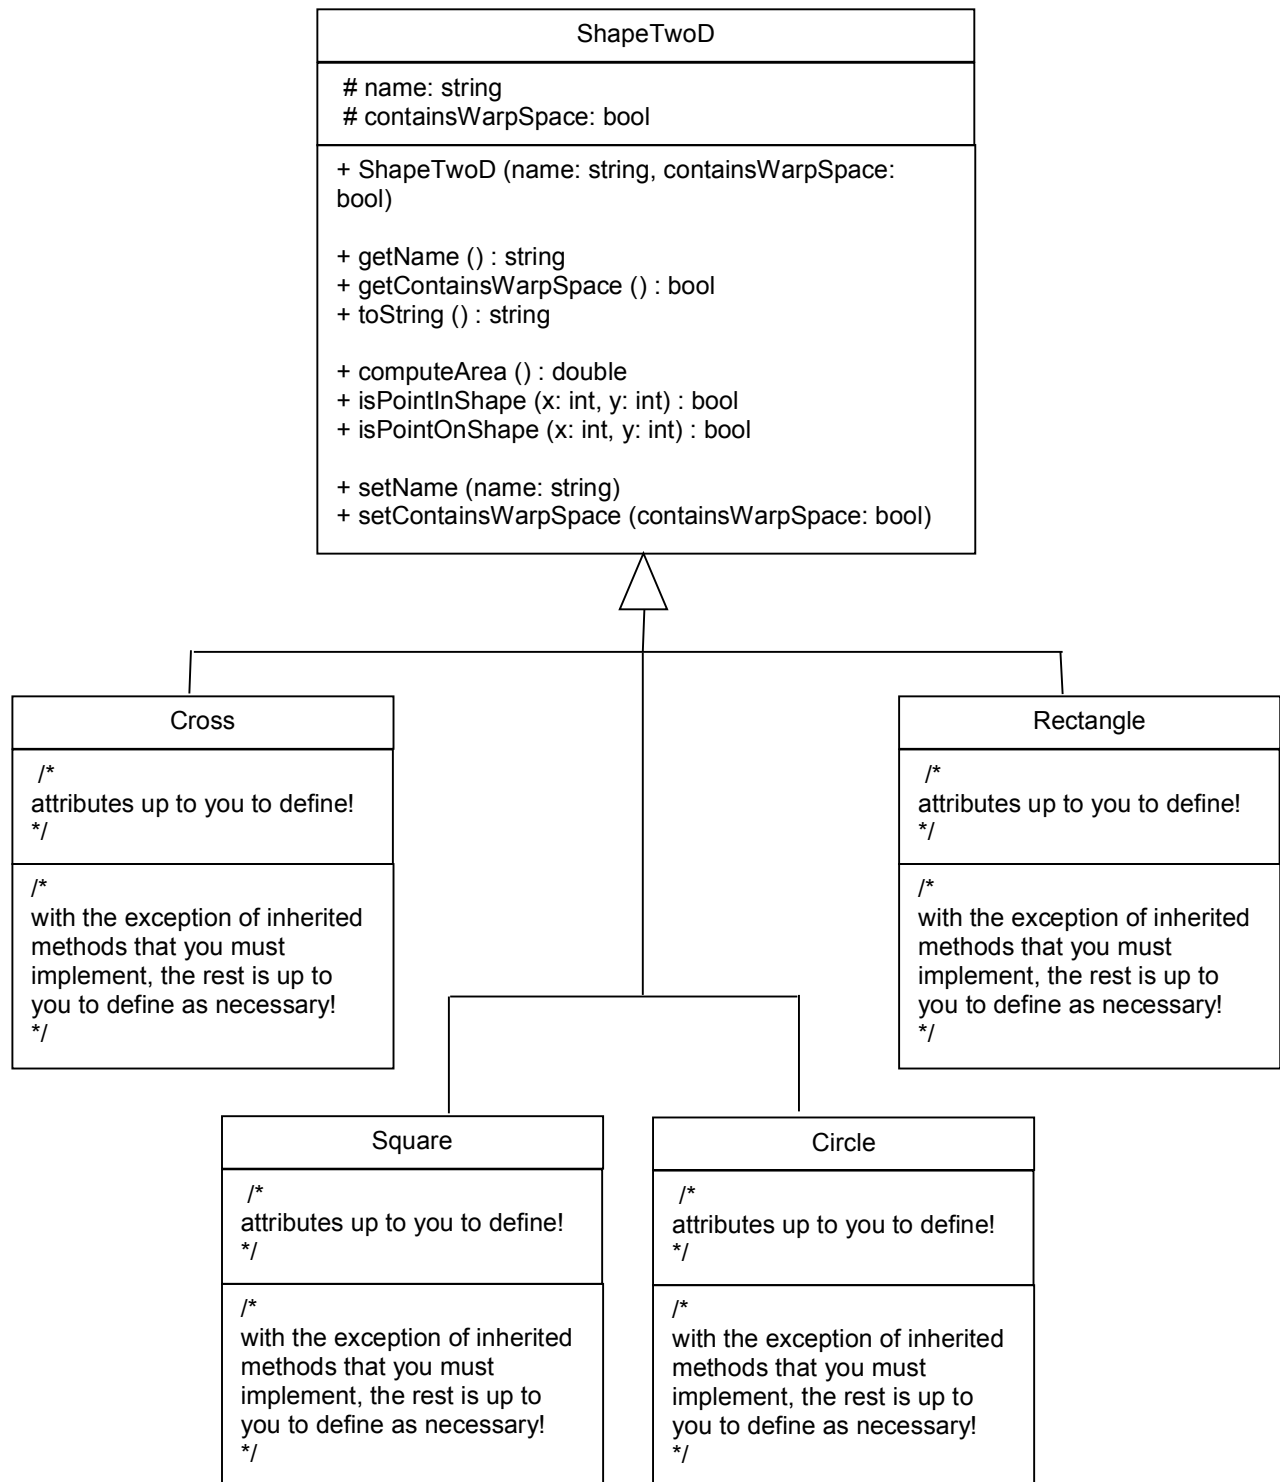 ShapeTwoD
# name: string
# containsWarpSpace: bool
+ ShapeTwoD (name: string, containsWarpSpace:
bool)
+ getName () : string
+ getContainsWarpSpace () : bool
+ toString () : string
+ computeArea () : double
+ isPointInShape (x: int, y: int) : bool
+ isPointOnShape (x: int, y: int) : bool
+ setName (name: string)
+ setContainsWarpSpace (containsWarpSpace: bool)
Cross
/*
attributes up to you to define!
*/
/*
with the exception of inherited
methods that you must
implement, the rest is up to
you to define as necessary!
*/
Rectangle
/*
attributes up to you to define!
*/
/*
with the exception of inherited
methods that you must
implement, the rest is up to
you to define as necessary!
*/
Square
/*
attributes up to you to define!
*/
/*
with the exception of inherited
methods that you must
implement, the rest is up to
you to define as necessary!
*/
Circle
/*
attributes up to you to define!
*/
/*
with the exception of inherited
methods that you must
implement, the rest is up to
you to define as necessary!
*/